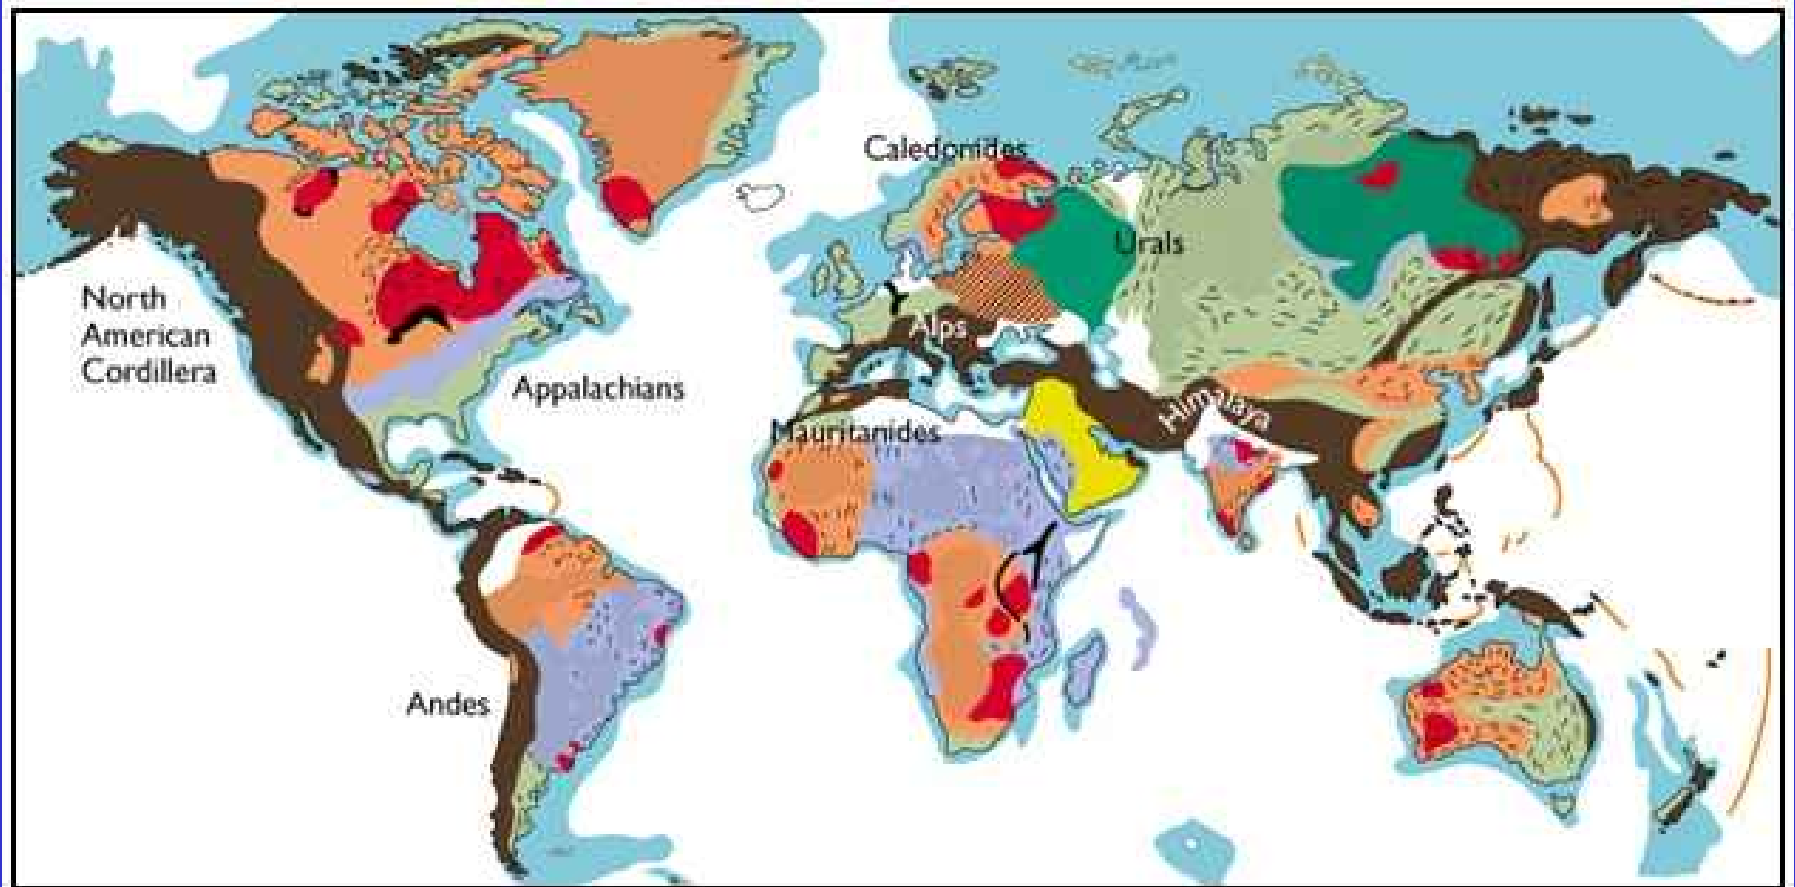 Caledonides
Urals
North
American
Cordillera
Alps
Appalachians
Himalaya
Mauritanides
Andes